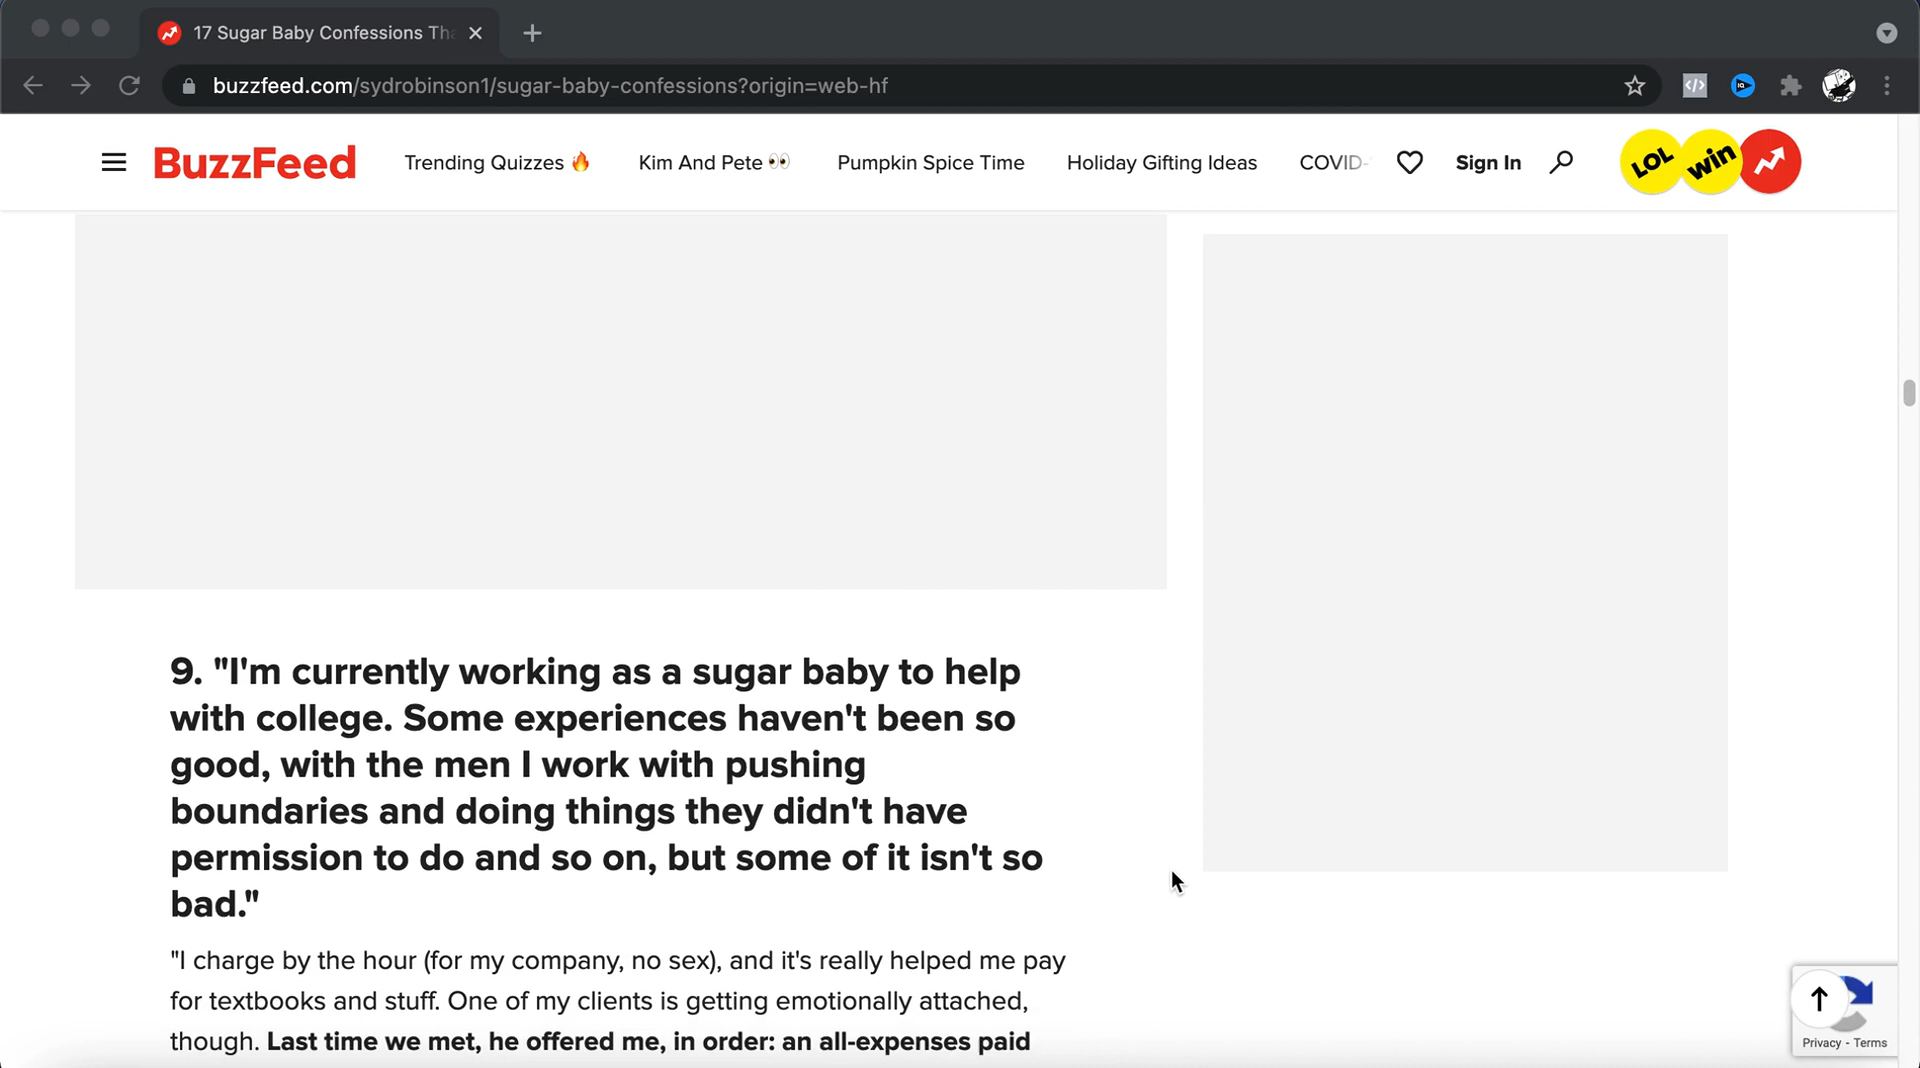 17 Sugar Baby Confessions Tha
buzzfeed.com/sydrobinson1/sugar-baby-confessions?origin=web-hf
BuzzFeed
Trending Quizzes 🔥
Kim And Pete 👀
Pumpkin Spice Time
Holiday Gifting Ideas
COVID-
Sign In
LOL
win
9. "I'm currently working as a sugar baby to help
with college. Some experiences haven't been so
good, with the men I work with pushing
boundaries and doing things they didn't have
permission to do and so on, but some of it isn't so
bad."
"I charge by the hour (for my company, no sex), and it's really helped me pay
for textbooks and stuff. One of my clients is getting emotionally attached,
though. Last time we met, he offered me, in order: an all-expenses paid
Privacy - Terms